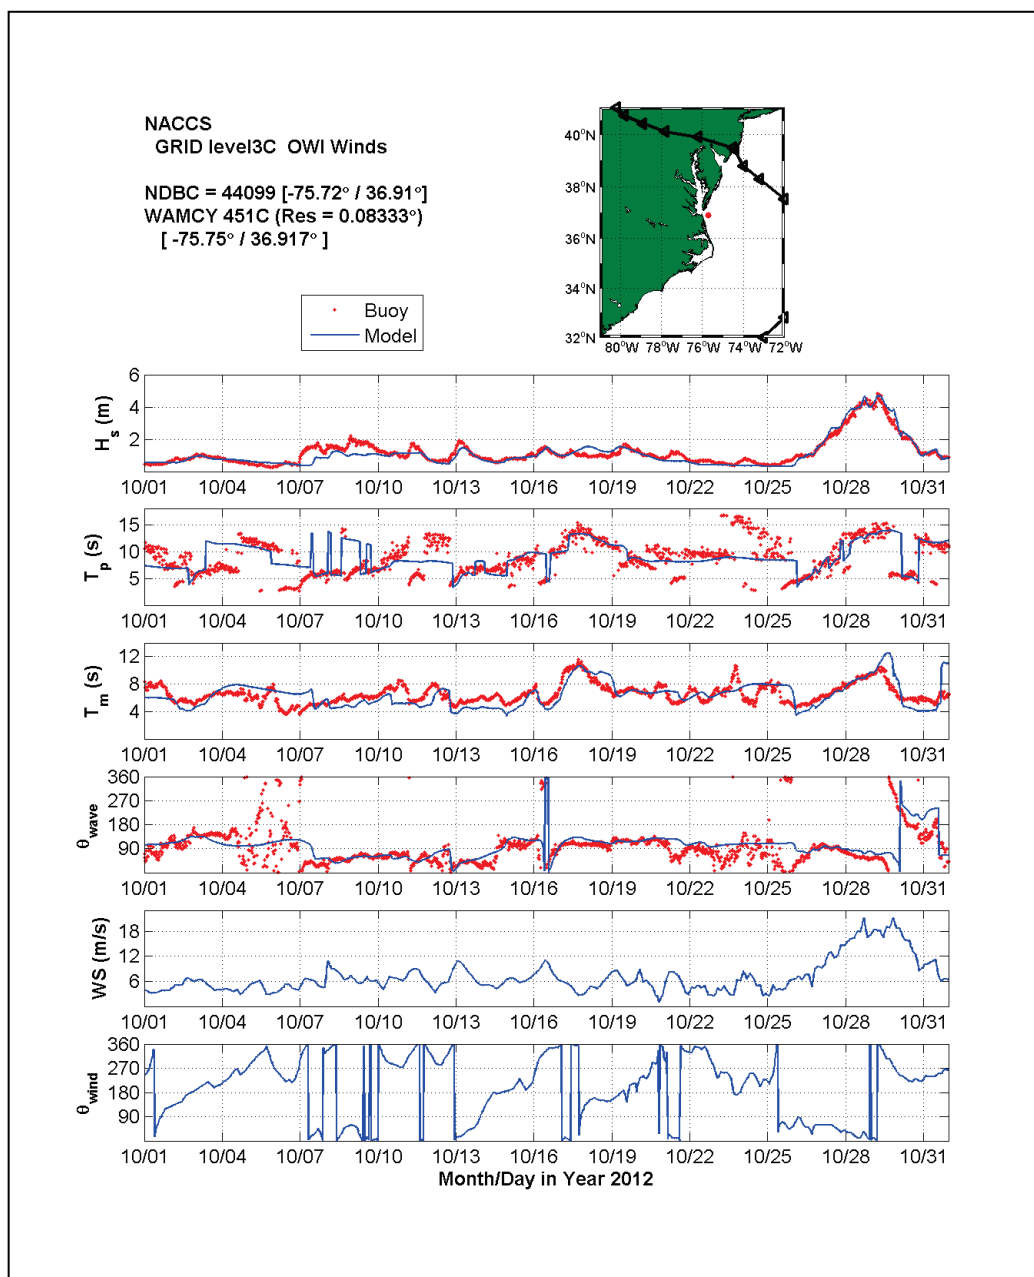 NACCS
GRID level3C OWI Winds
NDBC = 44099 [-75.72° / 36.91°]
WAMCY 451C (Res = 0.08333°)
[ -75.75° / 36.917° ]
40°N
38°N
36°N
34°N
32°N
80°W 78°W 76°W 74°W 72°W
Buoy
Model
Hs (m)
6
4
2
10/01 10/04 10/07 10/10 10/13 10/16 10/19 10/22 10/25 10/28 10/31
Tp (s)
15
10
5
10/01 10/04 10/07 10/10 10/13 10/16 10/19 10/22 10/25 10/28 10/31
Tm (s)
12
8
4
10/01 10/04 10/07 10/10 10/13 10/16 10/19 10/22 10/25 10/28 10/31
θwave
360
270
180
90
10/01 10/04 10/07 10/10 10/13 10/16 10/19 10/22 10/25 10/28 10/31
WS (m/s)
18
12
6
10/01 10/04 10/07 10/10 10/13 10/16 10/19 10/22 10/25 10/28 10/31
θwind
360
270
180
90
10/01 10/04 10/07 10/10 10/13 10/16 10/19 10/22 10/25 10/28 10/31
Month/Day in Year 2012